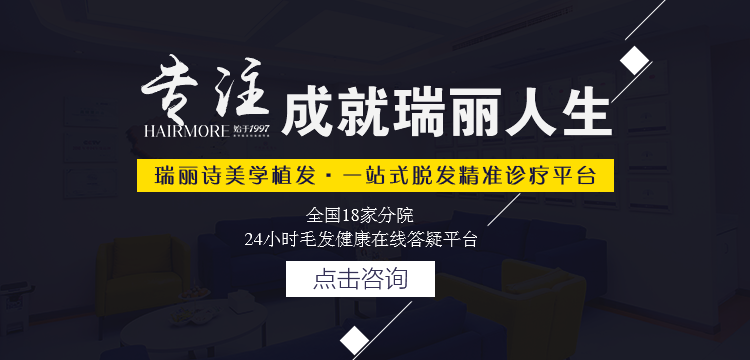 专注 成就瑞丽人生
HAIRMORE 始于1997
瑞丽诗美学植发·一站式脱发精准诊疗平台
全国18家分院
24小时毛发健康在线答疑平台
点击咨询